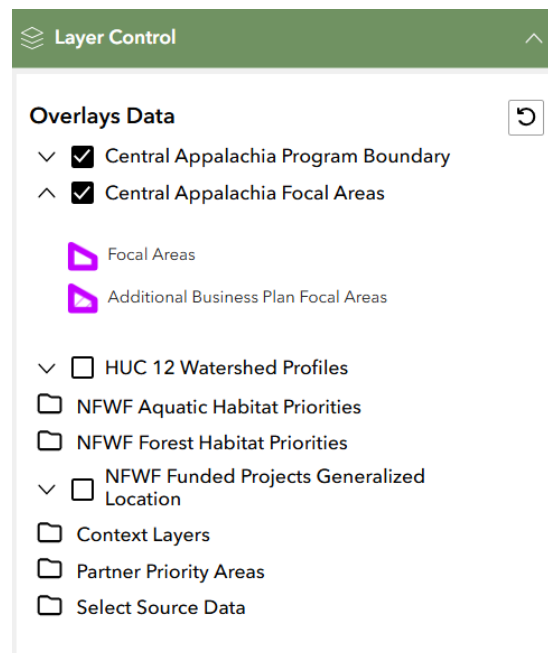 Layer Control
Overlays Data
Central Appalachia Program Boundary
Central Appalachia Focal Areas
Focal Areas
Additional Business Plan Focal Areas
HUC 12 Watershed Profiles
NFWF Aquatic Habitat Priorities
NFWF Forest Habitat Priorities
NFWF Funded Projects Generalized
Location
Context Layers
Partner Priority Areas
Select Source Data